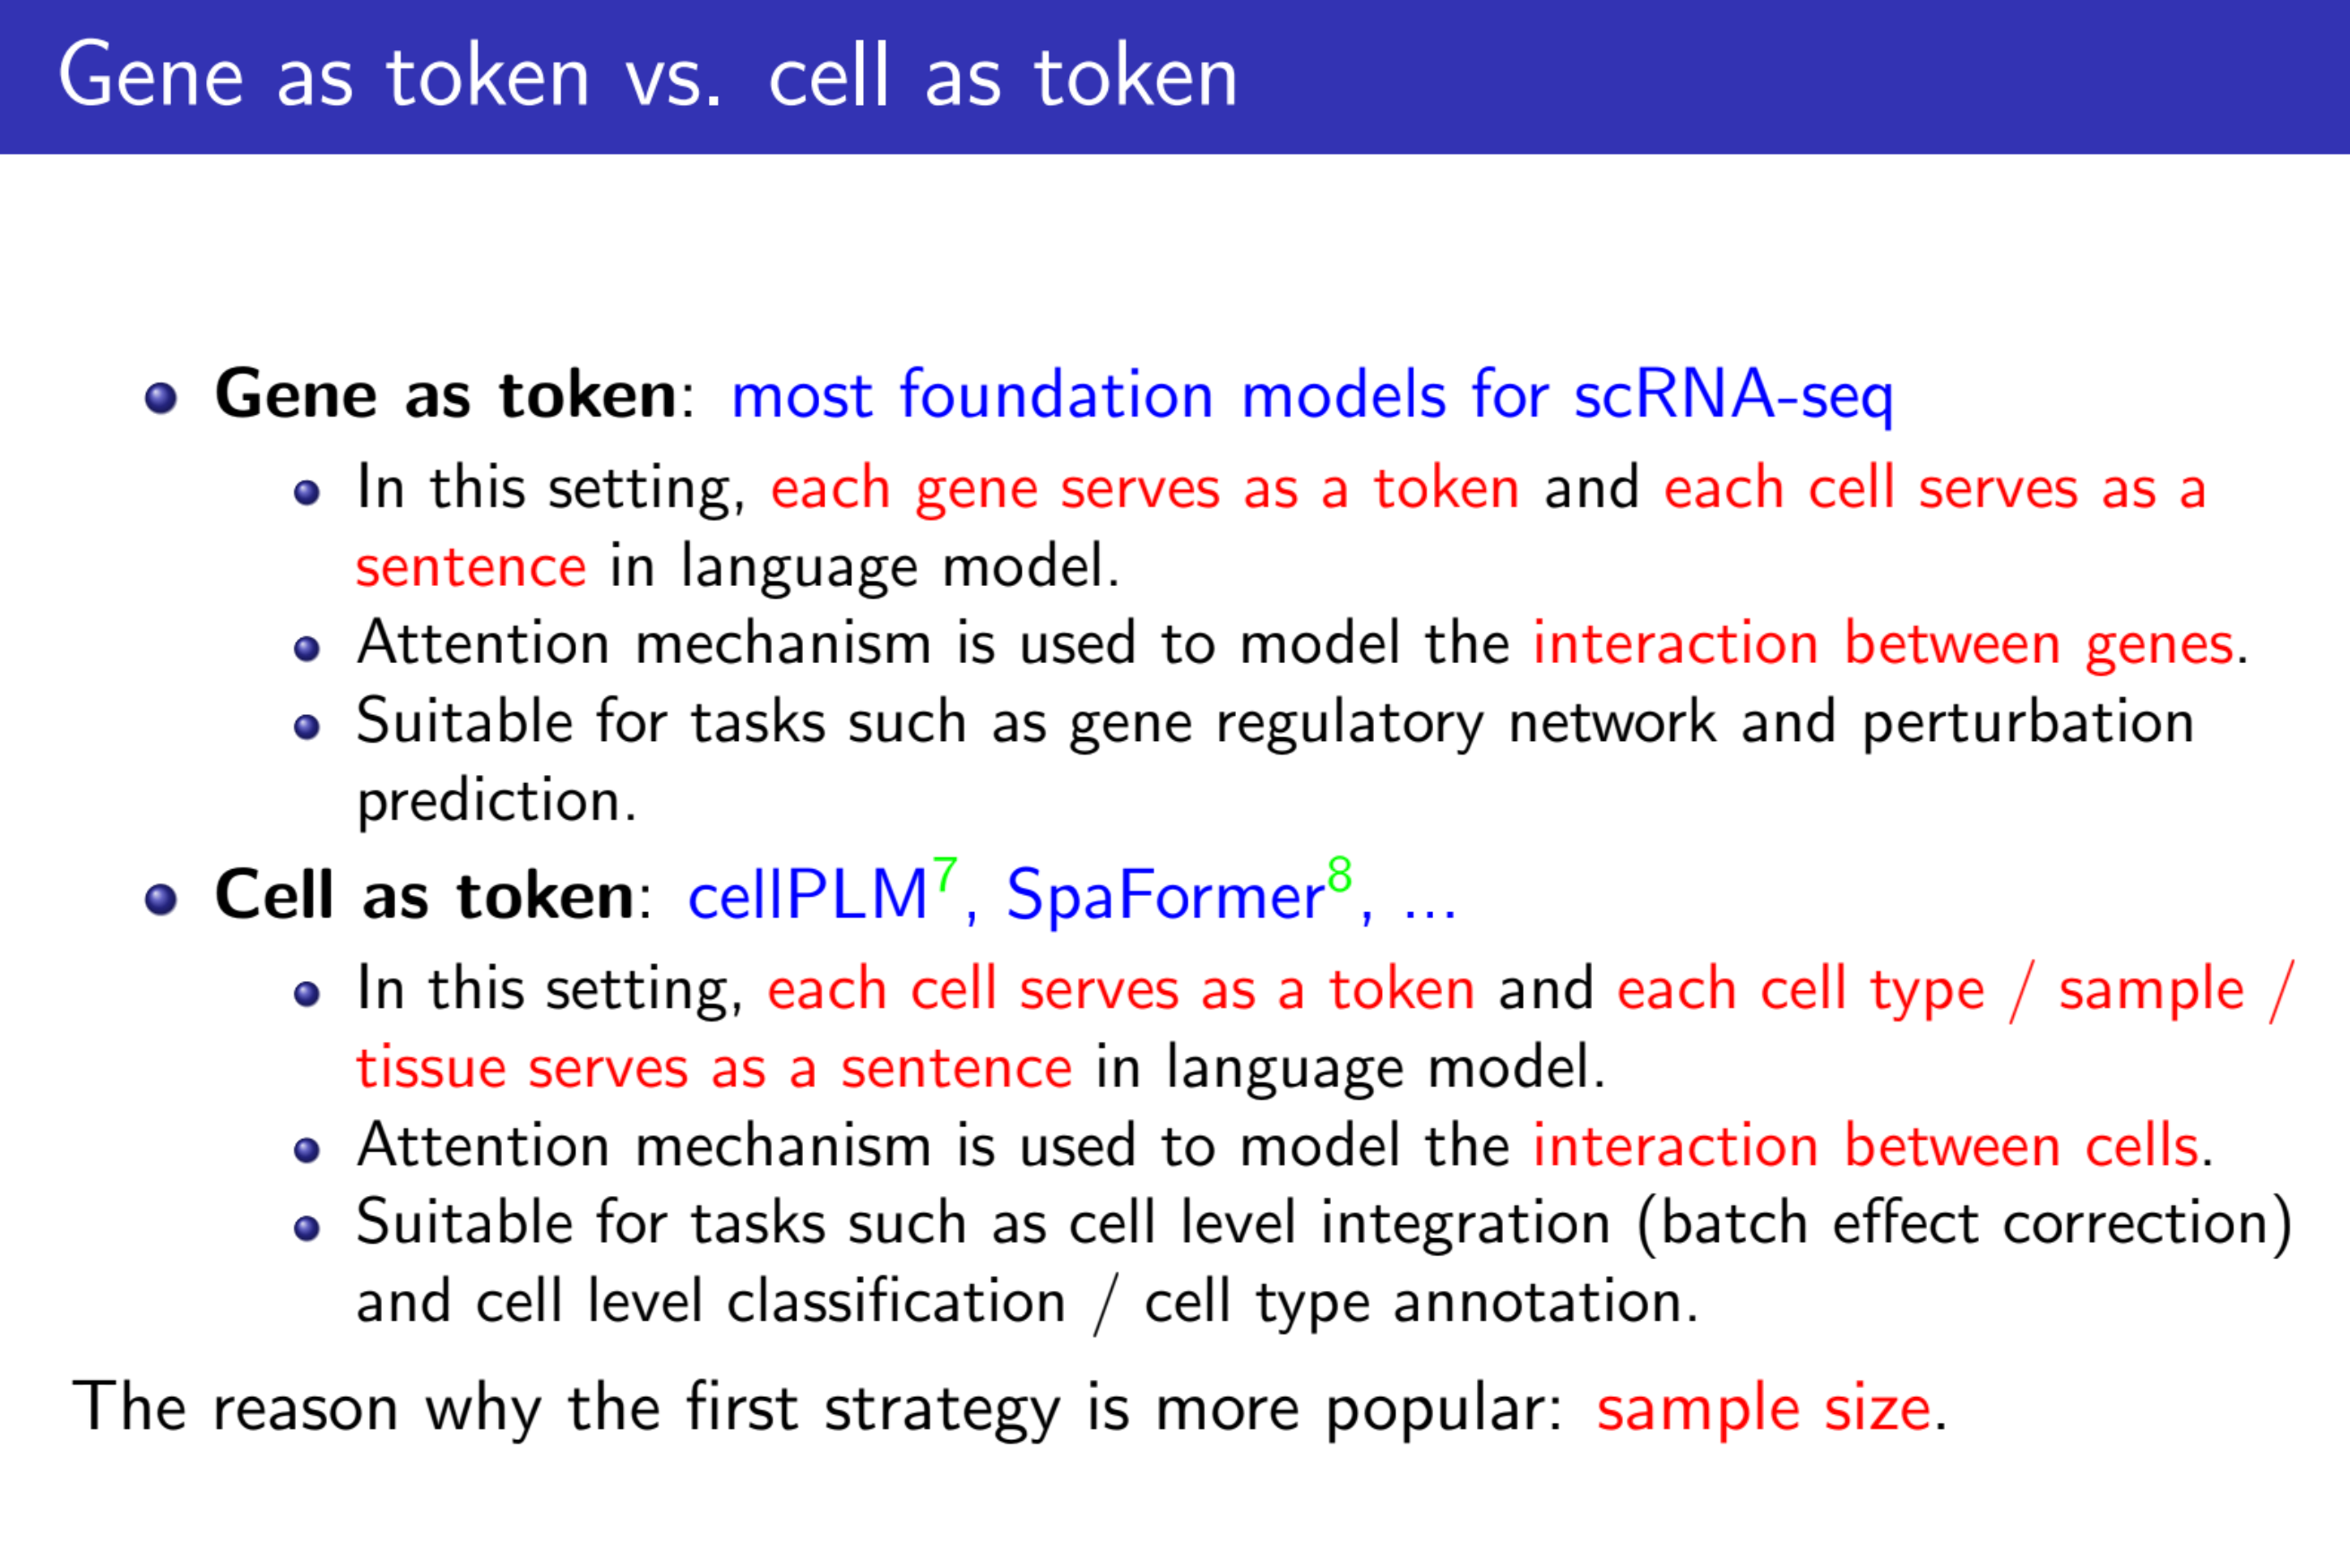 Gene as token vs. cell as token
Gene as token: most foundation models for scRNA-seq
In this setting, each gene serves as a token and each cell serves as a
sentence in language model.
Attention mechanism is used to model the interaction between genes.
Suitable for tasks such as gene regulatory network and perturbation
prediction.
Cell as token: cellPLM7, SpaFormer8, ...
In this setting, each cell serves as a token and each cell type / sample /
tissue serves as a sentence in language model.
Attention mechanism is used to model the interaction between cells.
Suitable for tasks such as cell level integration (batch effect correction)
and cell level classification / cell type annotation.
The reason why the first strategy is more popular: sample size.